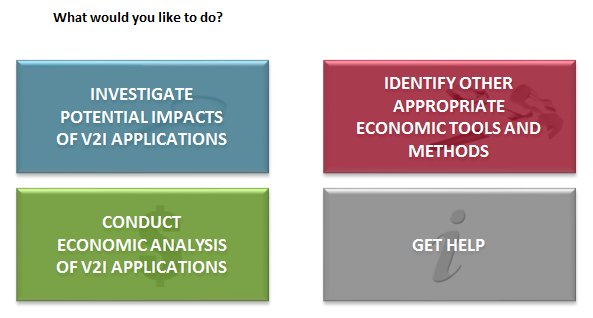 What would you like to do?
INVESTIGATE
POTENTIAL IMPACTS
OF V2I APPLICATIONS
IDENTIFY OTHER
APPROPRIATE
ECONOMIC TOOLS AND
METHODS
CONDUCT
ECONOMIC ANALYSIS
OF V2I APPLICATIONS
GET HELP